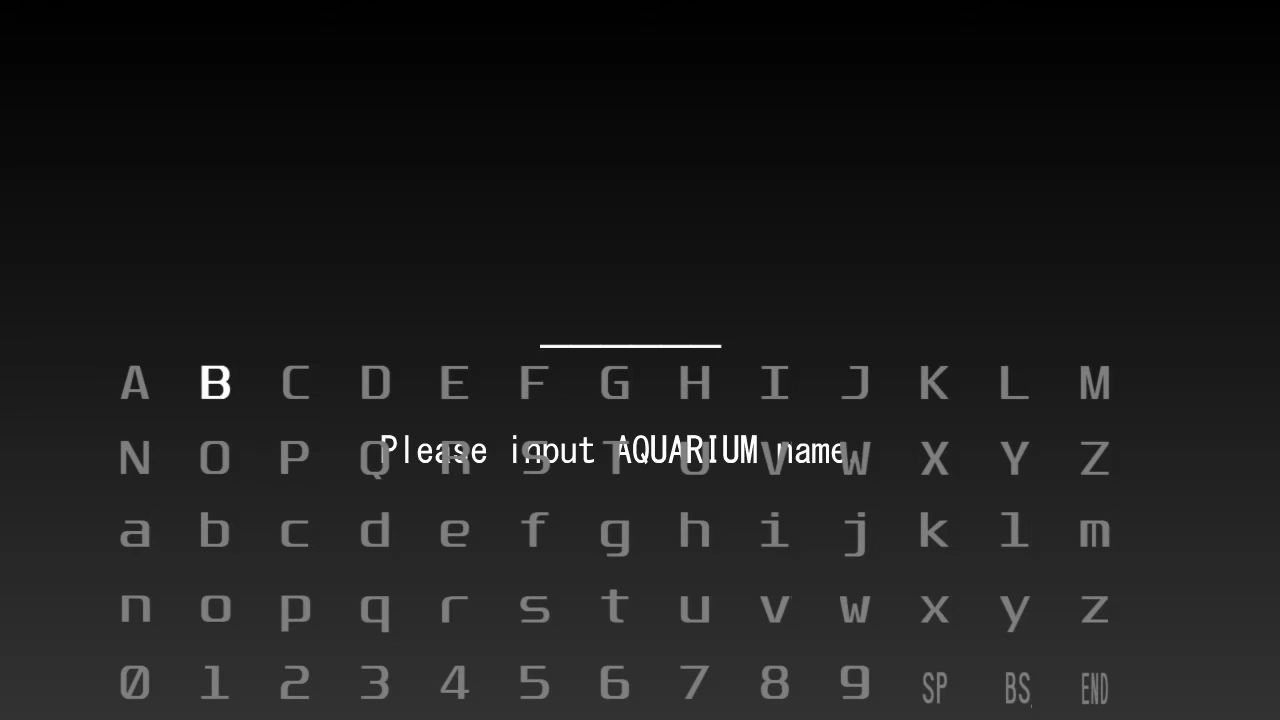 A B C D E F G H I J K L M
Please input AQUARIUM name
N O P Q R S T U V W X Y Z
a b c d e f g h i j k l m
n o p q r s t u v w x y z
0 1 2 3 4 5 6 7 8 9 SP BS END